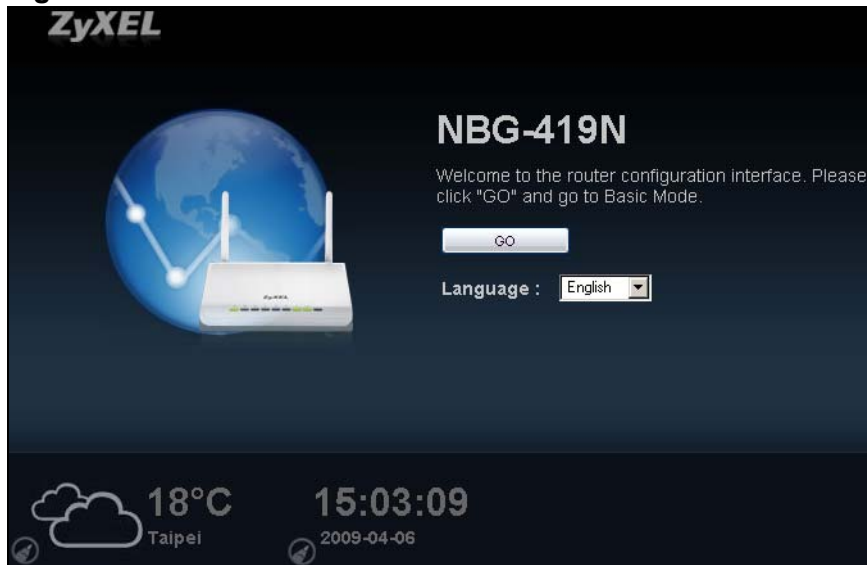 ZyXEL
NBG-419N
Welcome to the router configuration interface. Please
click "GO" and go to Basic Mode.
GO
Language :
English
ZyXEL
18°C
Taipei
15:03:09
2009-04-06